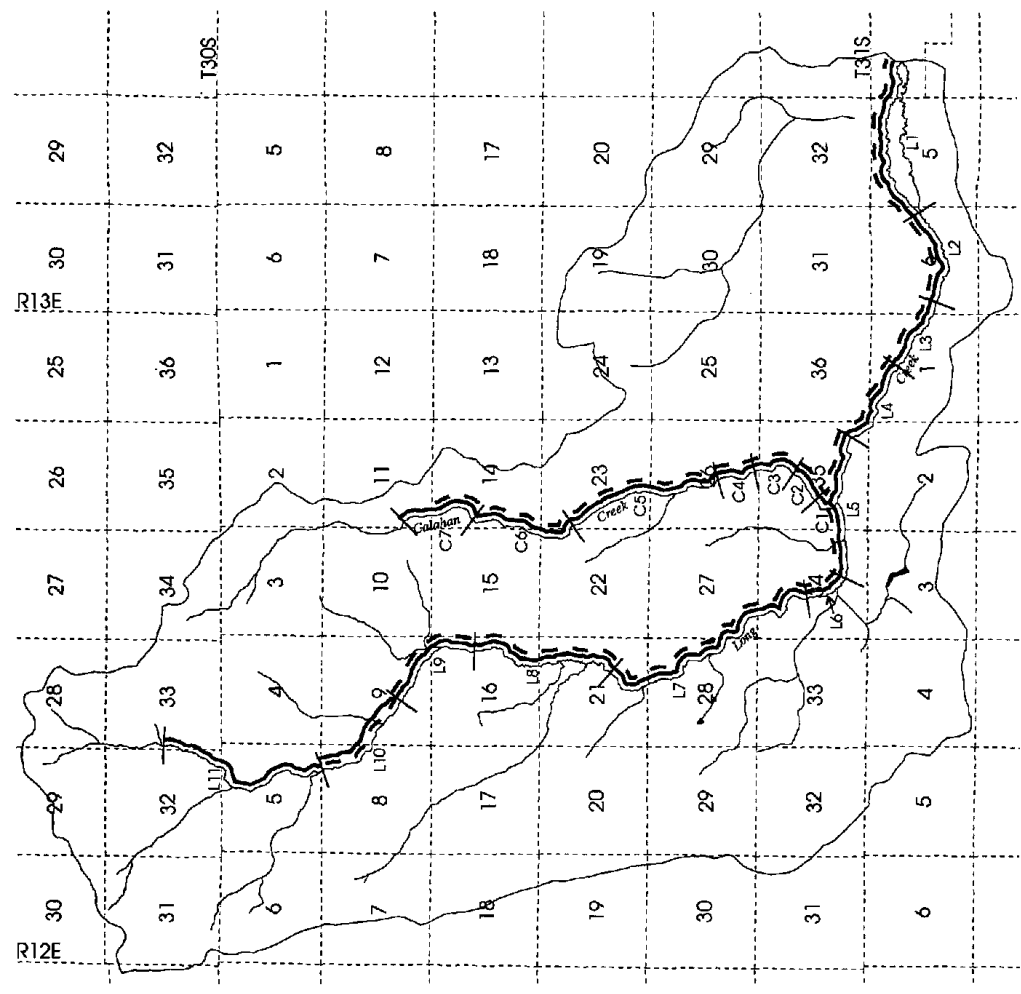 R12E R13E
30 29 28 27 26 25 30 29
31 32 33 34 35 36 31 32
L11
T30S
6 5 4 3 2 1 6 5
7 8 9 10 11 12 7 8
L10
L9
Calahan
C7
18 17 16 15 14 13 18 17
L8
C6
19 20 21 22 23 24 19 20
Creek
C5
L7
30 29 28 27 26 25 30 29
Long
C4
C3
C2
31 32 33 34 35 36 31 32
C1
L6
L5
T31S
L4
Creek
L3
L1
6 5 4 3 2 1 6 5
L2